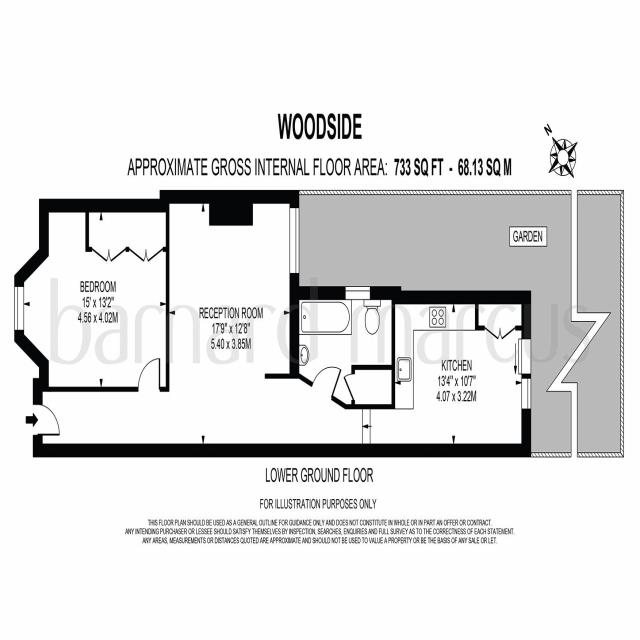 WOODSIDE
N
APPROXIMATE GROSS INTERNAL FLOOR AREA: 733 SQ FT - 68.13 SQ M
GARDEN
BEDROOM
15' x 13'2"
4.56 x 4.02M
RECEPTION ROOM
17'9" x 12'8"
5.40 x 3.85M
barnard marcus
KITCHEN
13'4" x 10'7"
4.07 x 3.22M
LOWER GROUND FLOOR
FOR ILLUSTRATION PURPOSES ONLY
THIS FLOOR PLAN SHOULD BE USED AS A GENERAL OUTLINE FOR GUIDANCE ONLY AND DOES NOT CONSTITUTE IN WHOLE OR IN PART AN OFFER OR CONTRACT.
ANY INTENDING PURCHASER OR LESSEE SHOULD SATISFY THEMSELVES BY INSPECTION, SEARCHES, ENQUIRIES AND FULL SURVEY AS TO THE CORRECTNESS OF EACH STATEMENT.
ANY AREAS, MEASUREMENTS OR DISTANCES QUOTED ARE APPROXIMATE AND SHOULD NOT BE USED TO VALUE A PROPERTY OR BE THE BASIS OF ANY SALE OR LET.